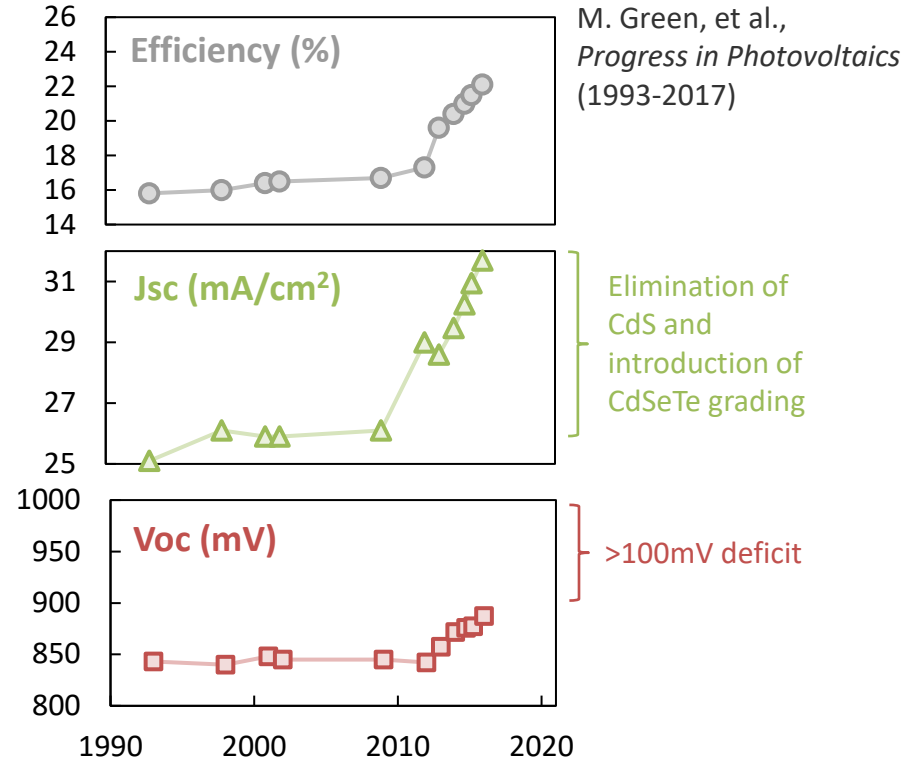 26
24
22
20
18
16
14
Efficiency (%)
M. Green, et al.,
Progress in Photovoltaics
(1993-2017)
31
29
27
25
Jsc (mA/cm²)
Elimination of
CdS and
introduction of
CdSeTe grading
1000
950
900
850
800
Voc (mV)
>100mV deficit
1990
2000
2010
2020